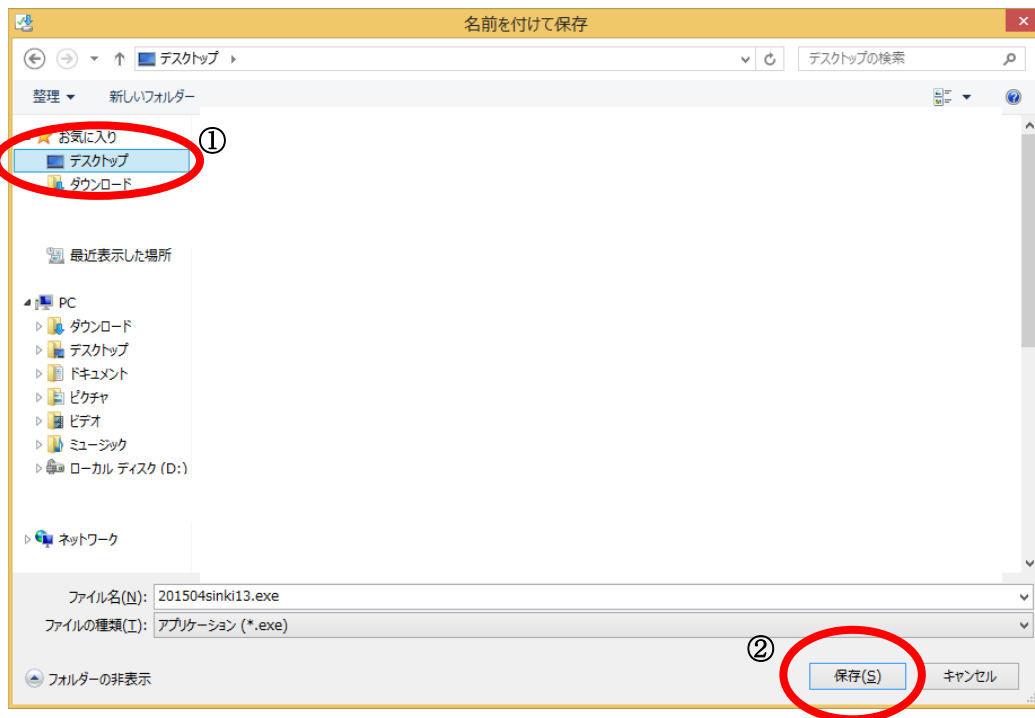 名前を付けて保存
デスクトップ
デスクトップの検索
整理
新しいフォルダー
お気に入り
①
デスクトップ
ダウンロード
最近表示した場所
PC
ダウンロード
デスクトップ
ドキュメント
ピクチャ
ビデオ
ミュージック
ローカル ディスク (D:)
ネットワーク
ファイル名(N): 201504sinki13.exe
ファイルの種類(T): アプリケーション (*.exe)
②
フォルダーの非表示
保存(S)
キャンセル